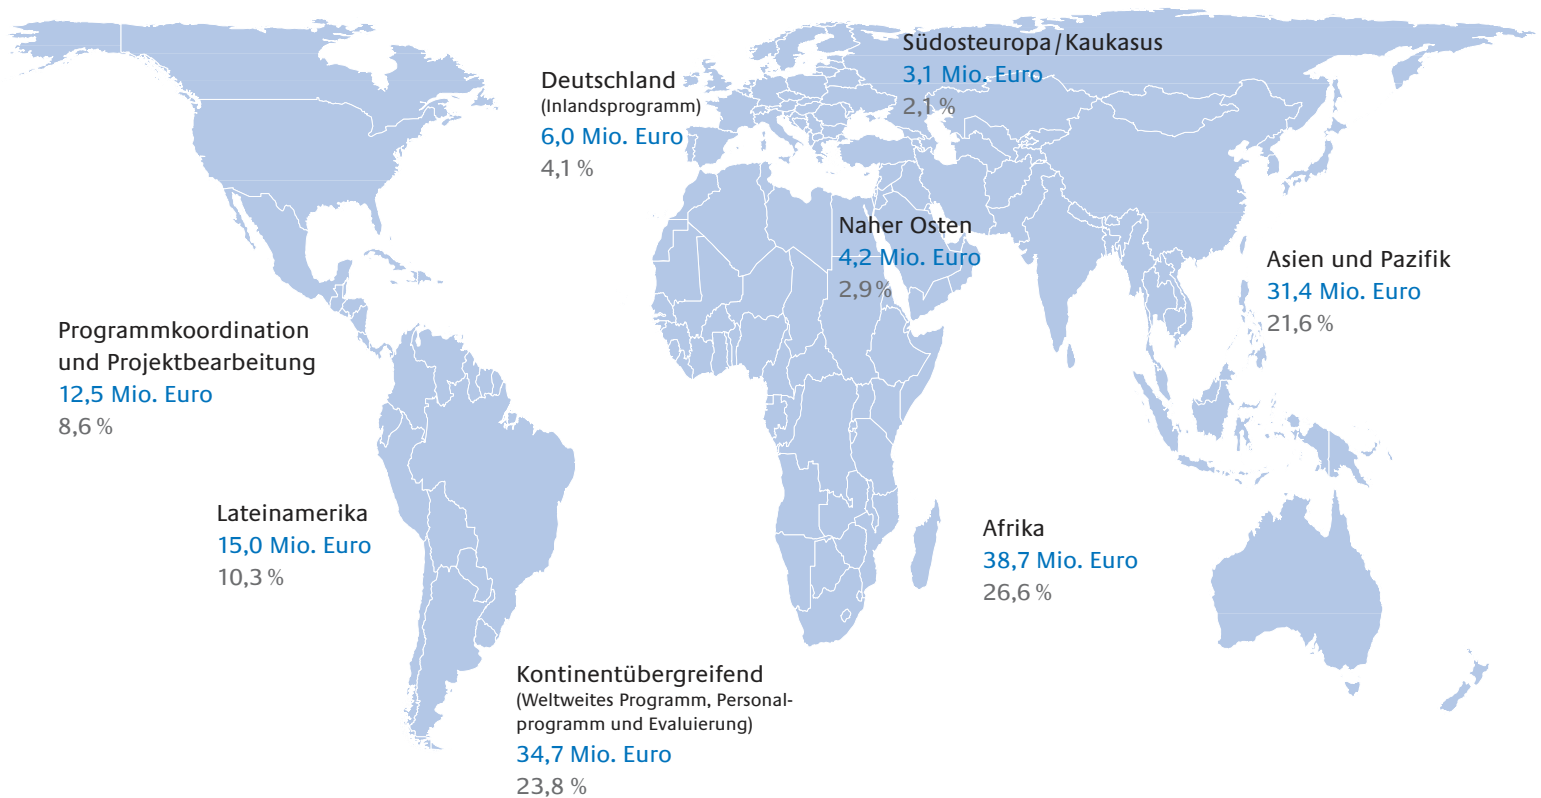 Südosteuropa/Kaukasus
3,1 Mio. Euro
2,1 %
Deutschland
(Inlandsprogramm)
6,0 Mio. Euro
4,1 %
Naher Osten
4,2 Mio. Euro
2,9 %
Asien und Pazifik
31,4 Mio. Euro
21,6 %
Programmkoordination
und Projektbearbeitung
12,5 Mio. Euro
8,6 %
Lateinamerika
15,0 Mio. Euro
10,3 %
Afrika
38,7 Mio. Euro
26,6 %
Kontinentübergreifend
(Weltweites Programm, Personal-
programm und Evaluierung)
34,7 Mio. Euro
23,8 %